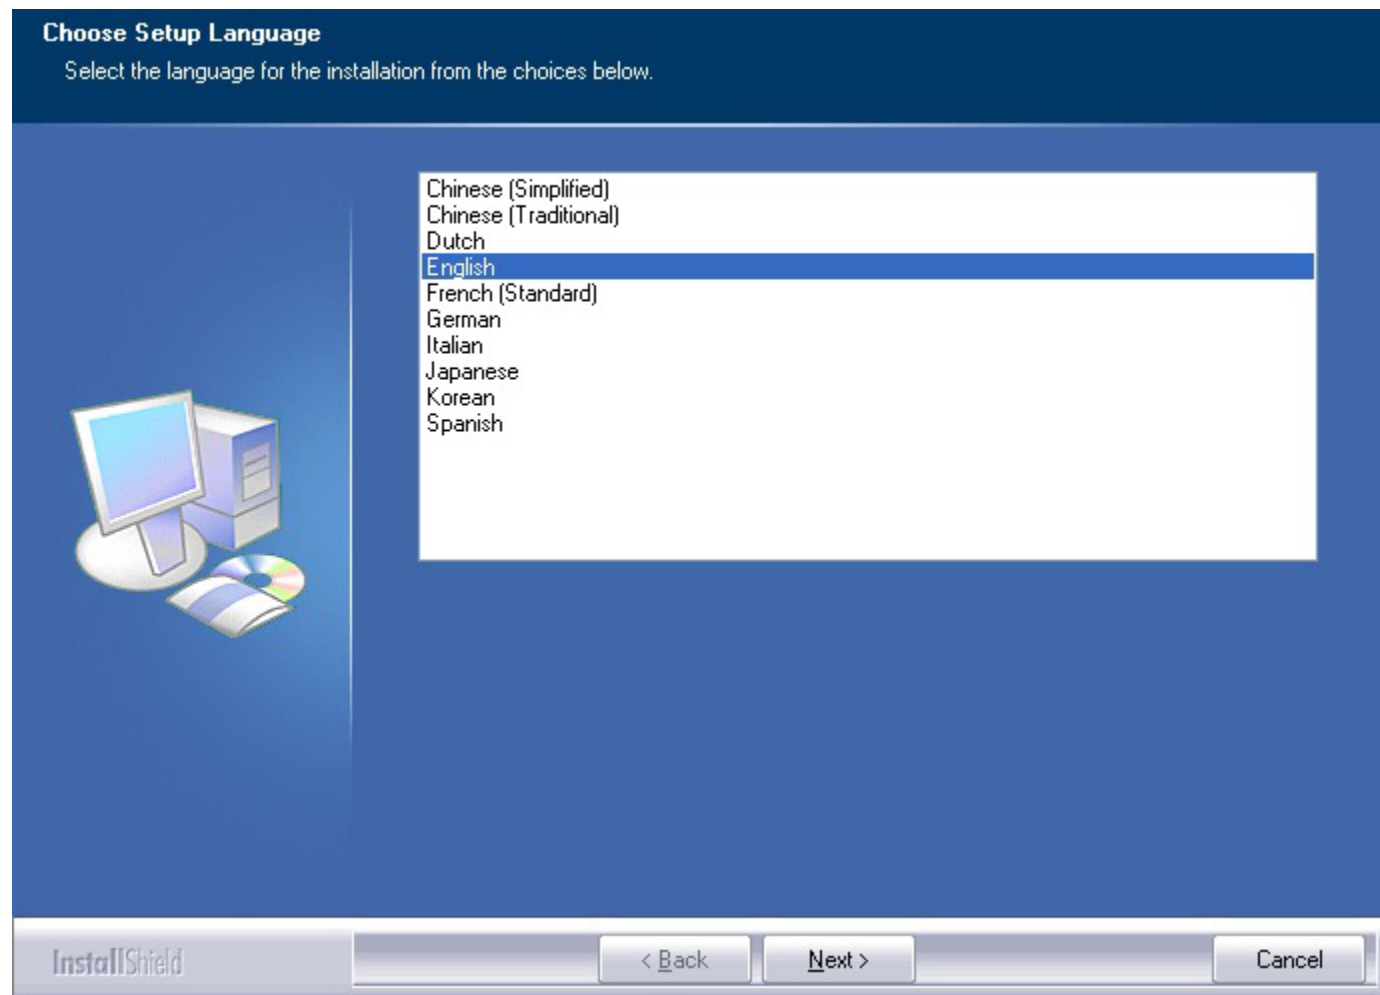 Choose Setup Language
Select the language for the installation from the choices below.
Chinese (Simplified)
Chinese (Traditional)
Dutch
English
French (Standard)
German
Italian
Japanese
Korean
Spanish
InstallShield
< Back
Next >
Cancel